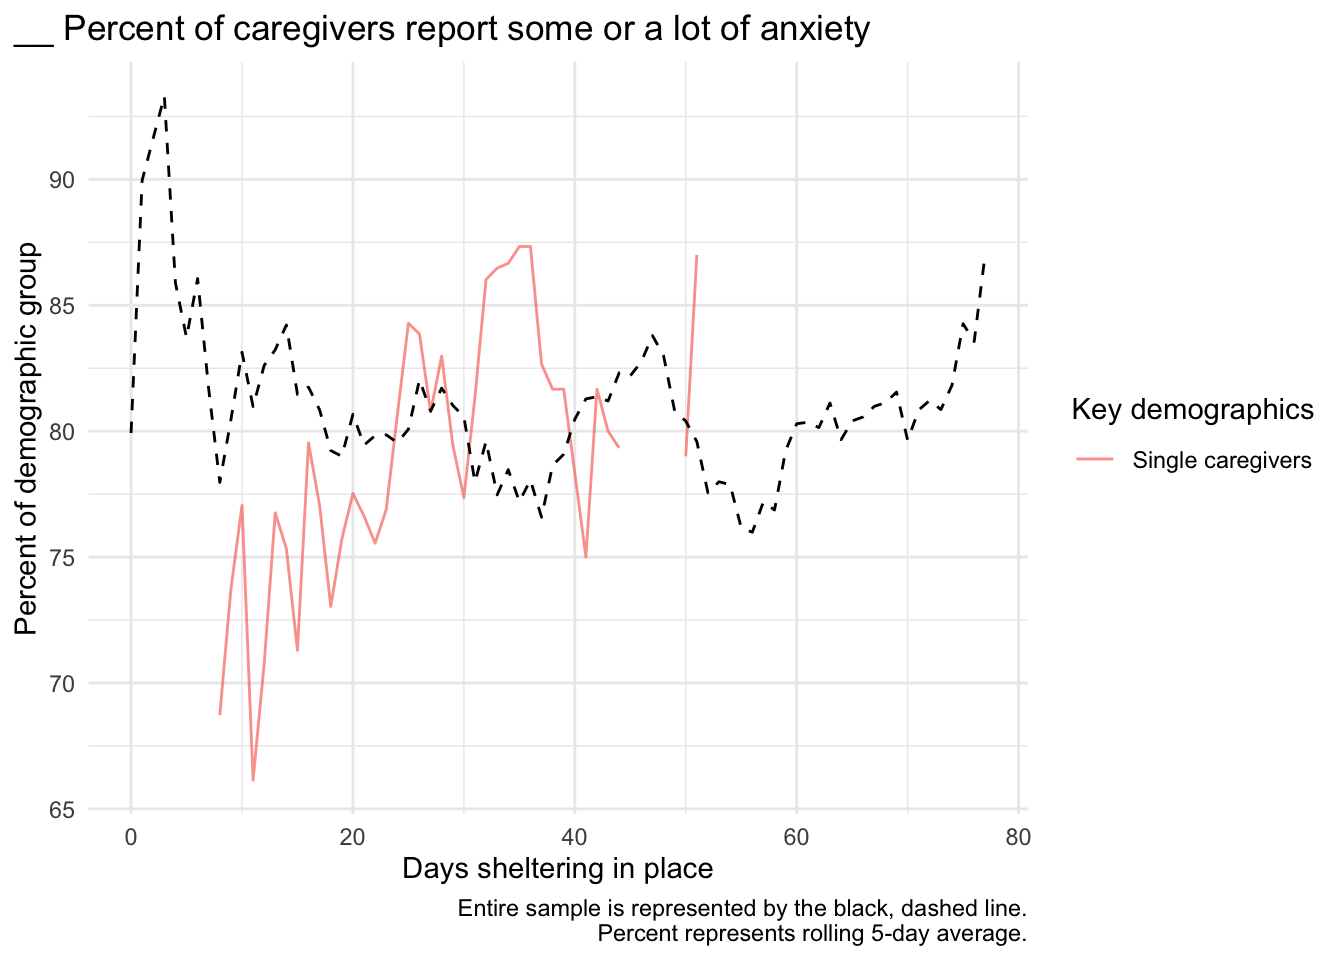 __ Percent of caregivers report some or a lot of anxiety
Percent of demographic group
90
85
80
75
70
65
0 20 40 60 80
Days sheltering in place
Key demographics
Single caregivers
Entire sample is represented by the black, dashed line.
Percent represents rolling 5-day average.